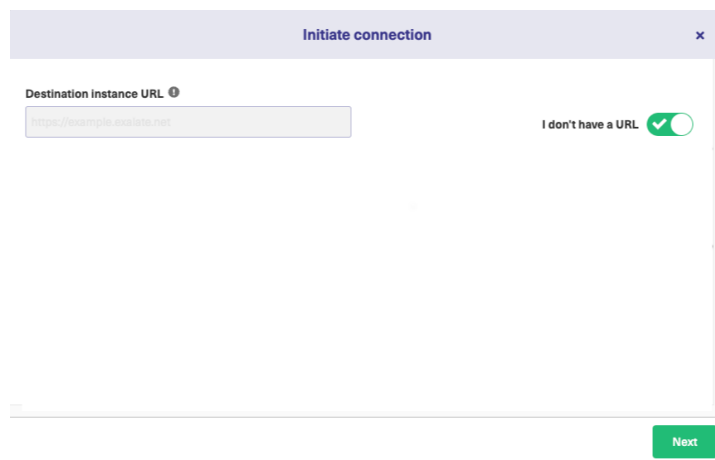 Initiate connection
Destination instance URL
https://example.exalate.net
I don't have a URL
Next